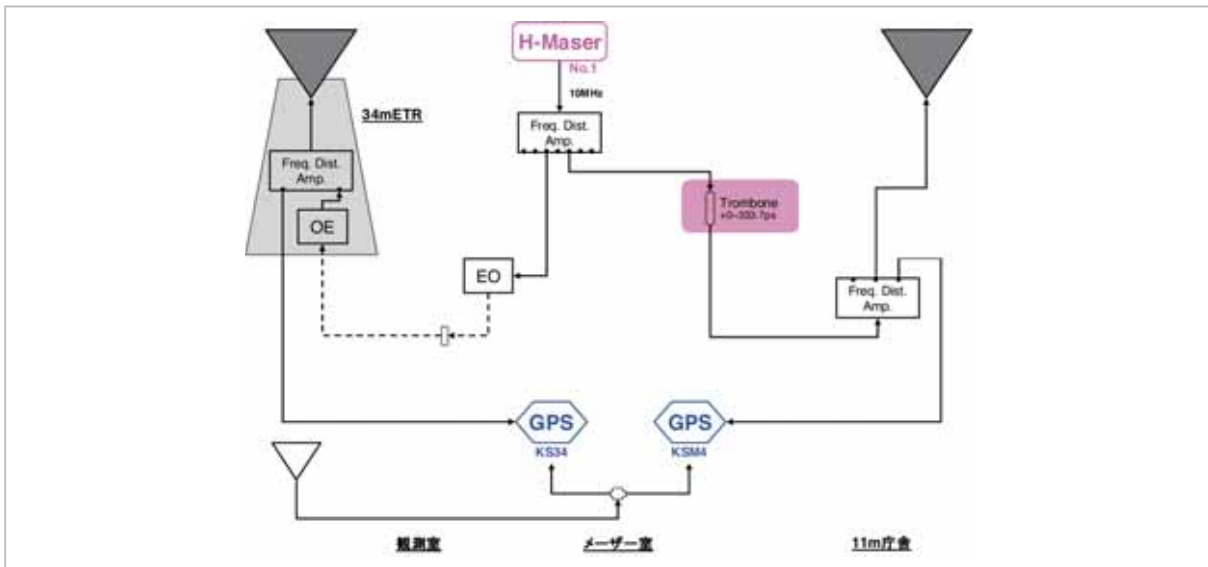 H-Maser
No.1
10MHz
34mETR
Freq. Dist.
Amp.
Freq. Dist.
Amp.
OE
Trombone
+0~333.7ps
EO
Freq. Dist.
Amp.
GPS
KS34
GPS
KSM4
観測室
メーザー室
11m庁舎